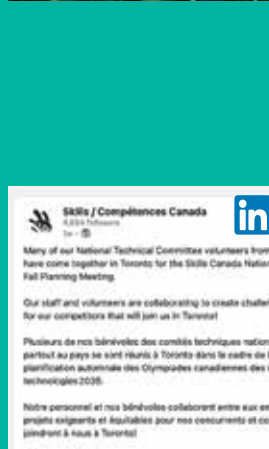 Skills / Compétences Canada
followers
in
Many of our National Technical Committee volunteers from
have come together in Toronto for the Skills Canada Nation
Fall Planning Meeting.
Our staff and volunteers are collaborating to create challen
for our competitors that will join us in Toronto!
Plusieurs de nos bénévoles des comités techniques nation
partout au pays se sont réunis à Toronto dans le cadre de l
planification automnale des Olympiades canadiennes des
technologies
Notre personnel et nos bénévoles collaborent entre eux
projets exigeants et équitables pour nos concurrents et co
joindront à nous à Toronto!